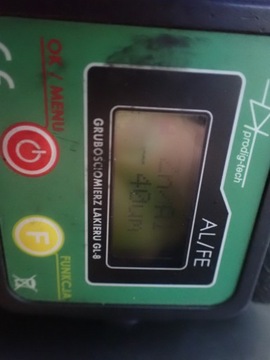 prodig-tech
AL/FE
GRUBOŚCIOMIERZ LAKIERU GL-8
OK / MENU
F
FUNKCJA
CE